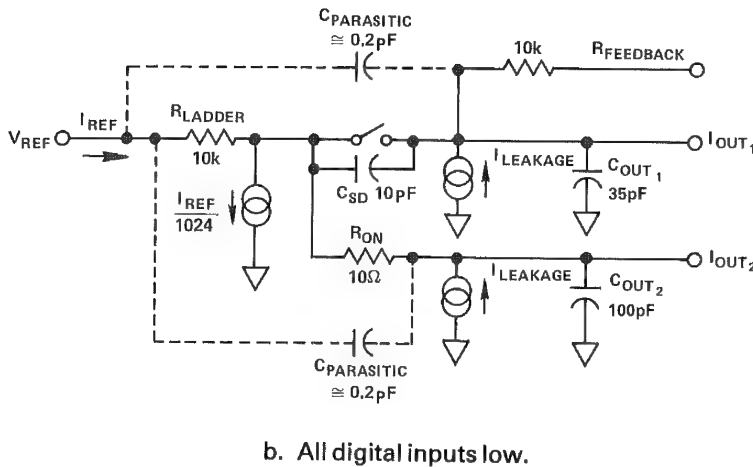 CPARASITIC
≅ 0.2pF
10k
RFEEDBACK
VREF
IREF
RLADDER
10k
IOUT1
ILEAKAGE
COUT1
35pF
CSD 10pF
IREF
1024
RON
10Ω
ILEAKAGE
IOUT2
COUT2
100pF
CPARASITIC
≅ 0.2pF
b. All digital inputs low.